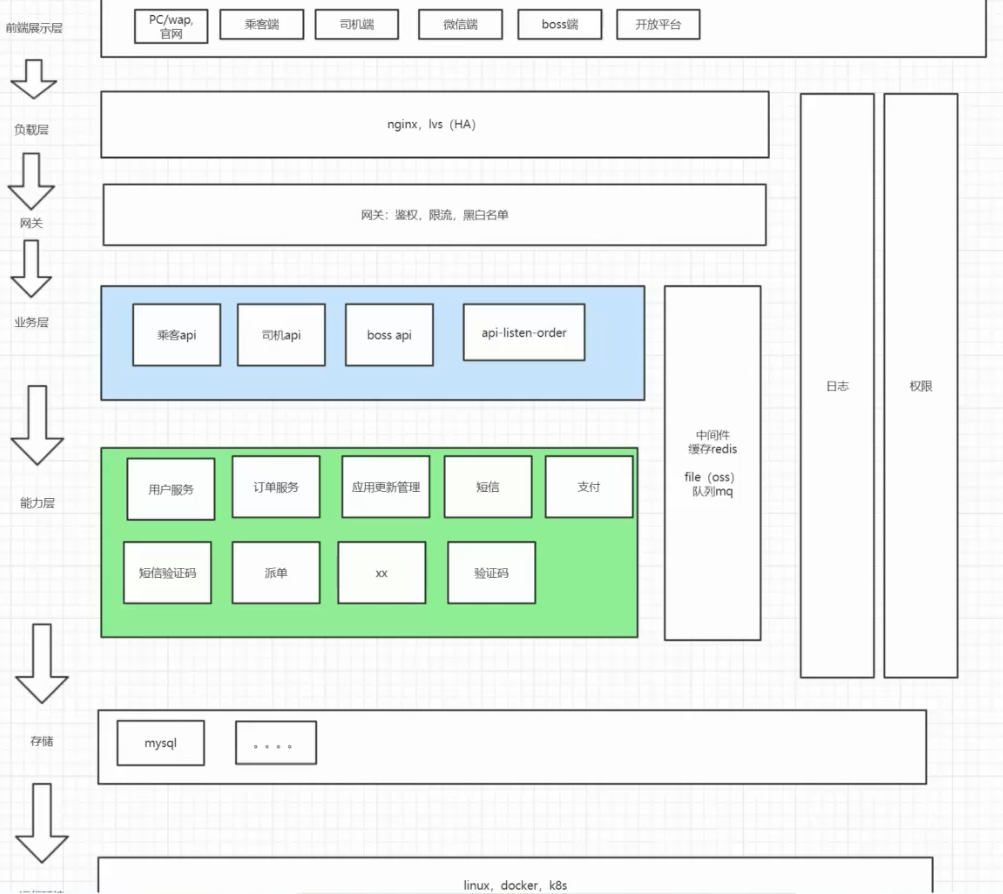 前端展示层
PC/wap,
官网
乘客端
司机端
微信端
boss端
开放平台
负载层
nginx，lvs（HA）
网关
网关：鉴权，限流，黑白名单
业务层
乘客api
司机api
boss api
api-listen-order
能力层
用户服务
订单服务
应用更新管理
短信
支付
短信验证码
派单
xx
验证码
中间件
缓存redis
file（oss）
队列mq
日志
权限
存储
mysql
。。。。
linux，docker，k8s